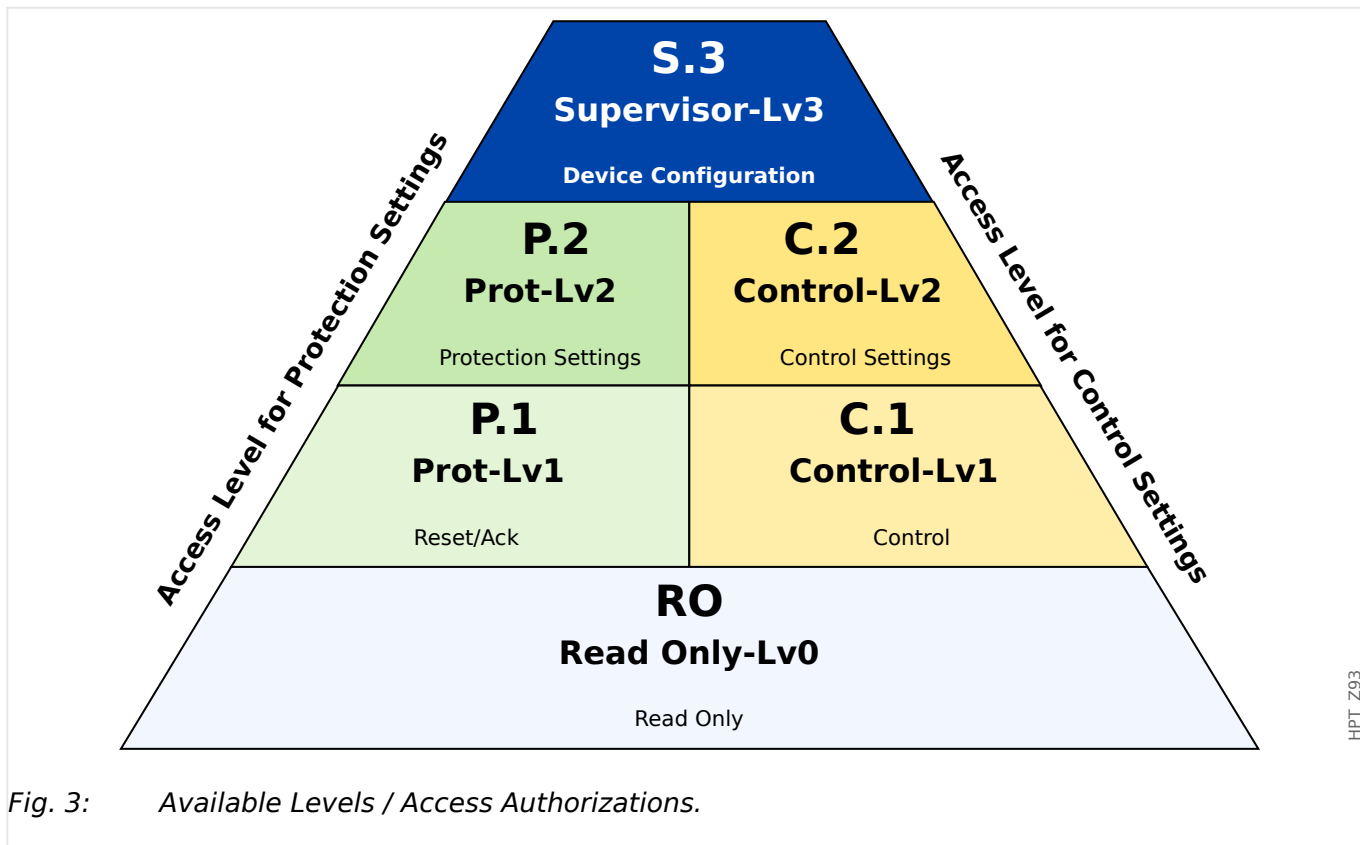 S.3
Supervisor-Lv3
Device Configuration
Access Level for Protection Settings
Access Level for Control Settings
P.2
Prot-Lv2
Protection Settings
C.2
Control-Lv2
Control Settings
P.1
Prot-Lv1
Reset/Ack
C.1
Control-Lv1
Control
RO
Read Only-Lv0
Read Only
HPT_Z93
Fig. 3: Available Levels / Access Authorizations.